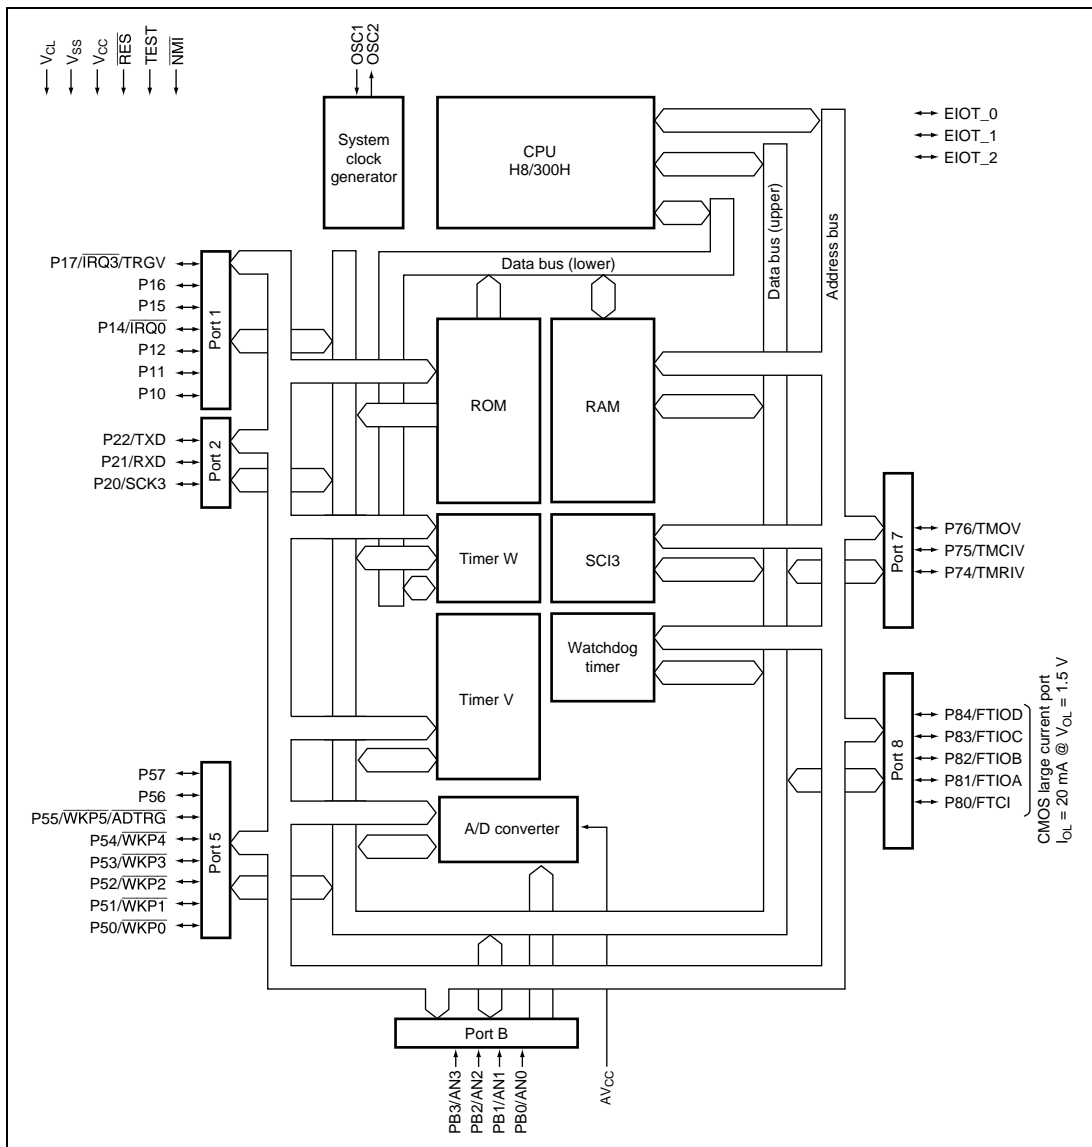 VCL
VSS
VCC
RES
TEST
NMI
OSC1
OSC2
System
clock
generator
CPU
H8/300H
EIOT_0
EIOT_1
EIOT_2
Data bus (lower)
Data bus (upper)
Address bus
P17/IRQ3/TRGV
P16
P15
P14/IRQ0
P12
P11
P10
Port 1
P22/TXD
P21/RXD
P20/SCK3
Port 2
ROM
RAM
Timer W
SCI3
Timer V
Watchdog
timer
Port 7
P76/TMOV
P75/TMCIV
P74/TMRIV
Port 8
P84/FTIOD
P83/FTIOC
P82/FTIOB
P81/FTIOA
P80/FTCI
CMOS large current port
IOL = 20 mA @ VOL = 1.5 V
P57
P56
P55/WKP5/ADTRG
P54/WKP4
P53/WKP3
P52/WKP2
P51/WKP1
P50/WKP0
Port 5
A/D converter
Port B
PB3/AN3
PB2/AN2
PB1/AN1
PB0/AN0
AVCC